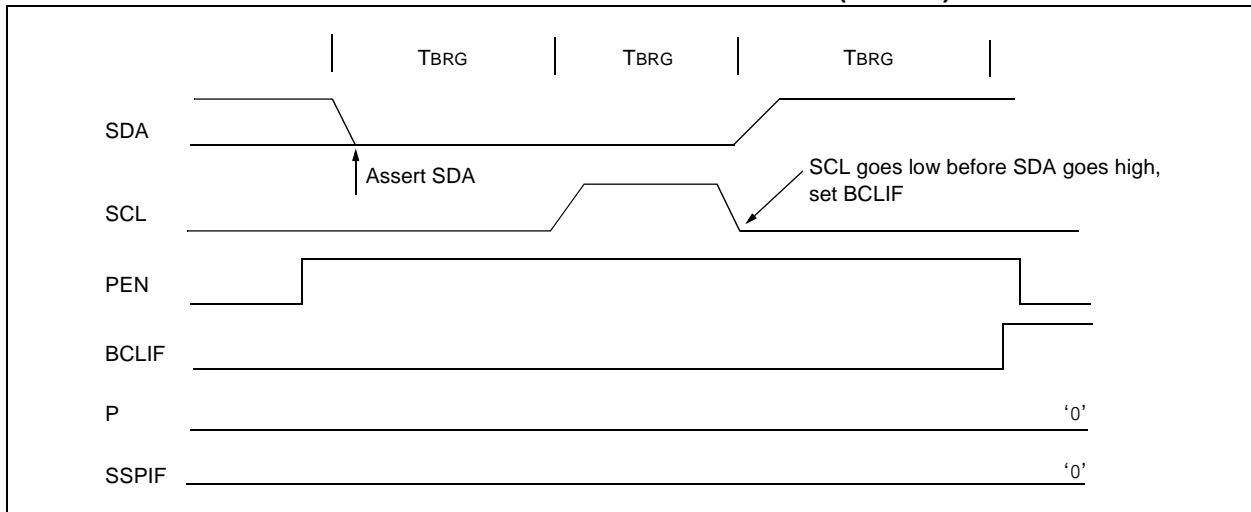 TBRG TBRG TBRG
SDA
Assert SDA
SCL goes low before SDA goes high,
set BCLIF
SCL
PEN
BCLIF
P
‘0’
SSPIF
‘0’